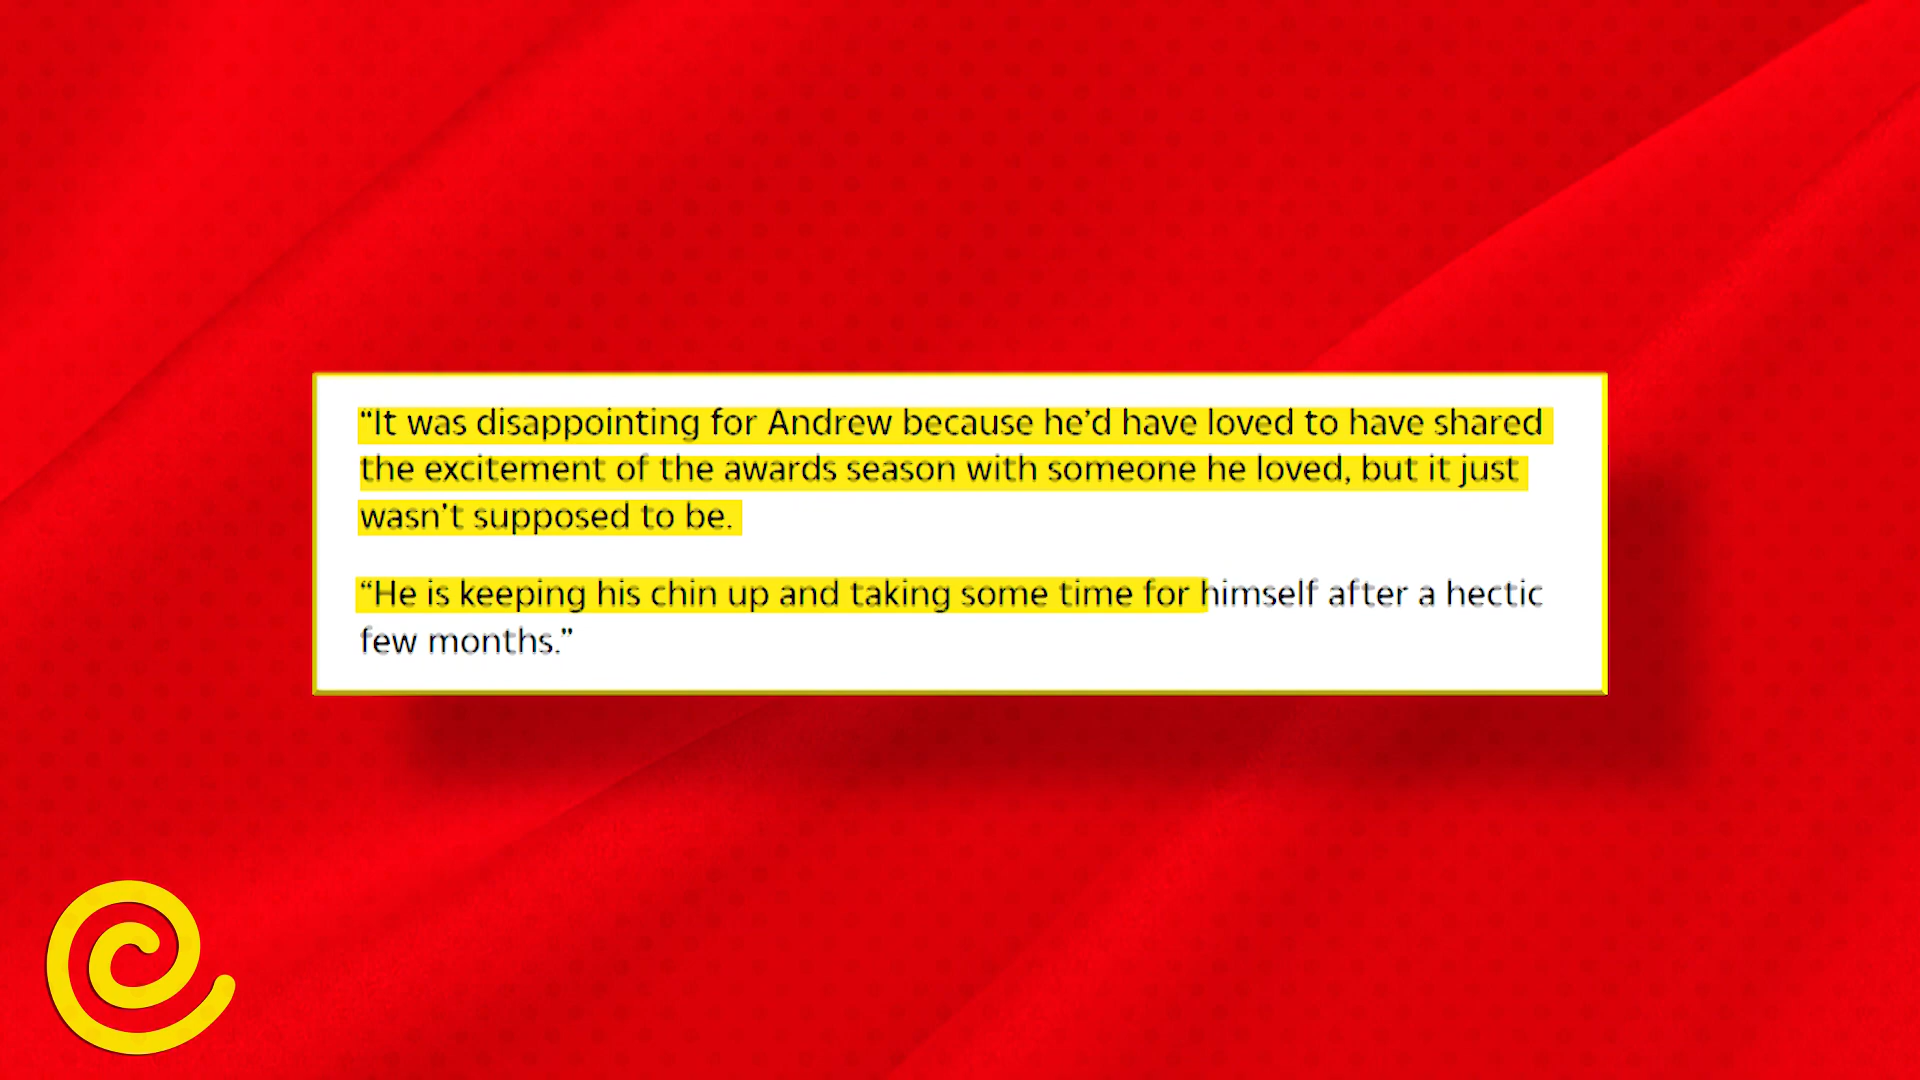 “It was disappointing for Andrew because he’d have loved to have shared
the excitement of the awards season with someone he loved, but it just
wasn’t supposed to be.
“He is keeping his chin up and taking some time for himself after a hectic
few months.”